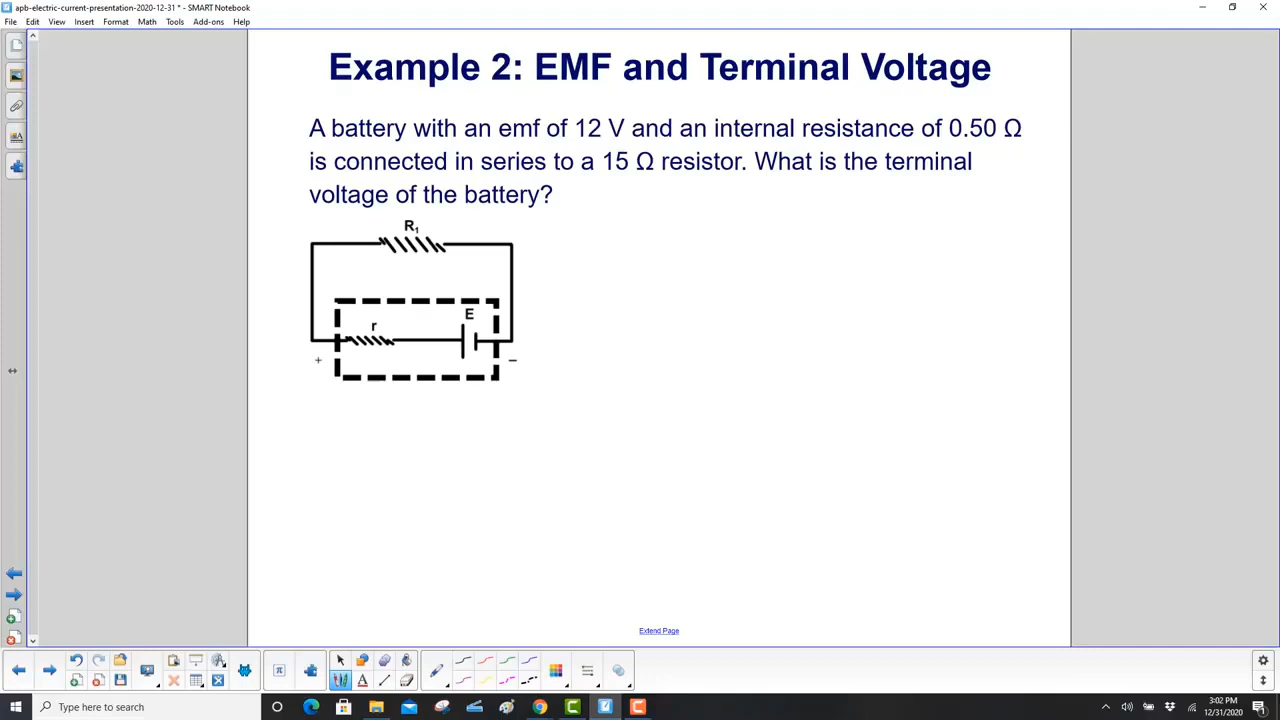 apb-electric-current-presentation-2020-12-31 * - SMART Notebook
File Edit View Insert Format Math Tools Add-ons Help
Example 2: EMF and Terminal Voltage
A battery with an emf of 12 V and an internal resistance of 0.50 Ω
is connected in series to a 15 Ω resistor. What is the terminal
voltage of the battery?
R₁
E
r
+ −
Extend Page
π
A
Type here to search
3:02 PM
12/31/2020